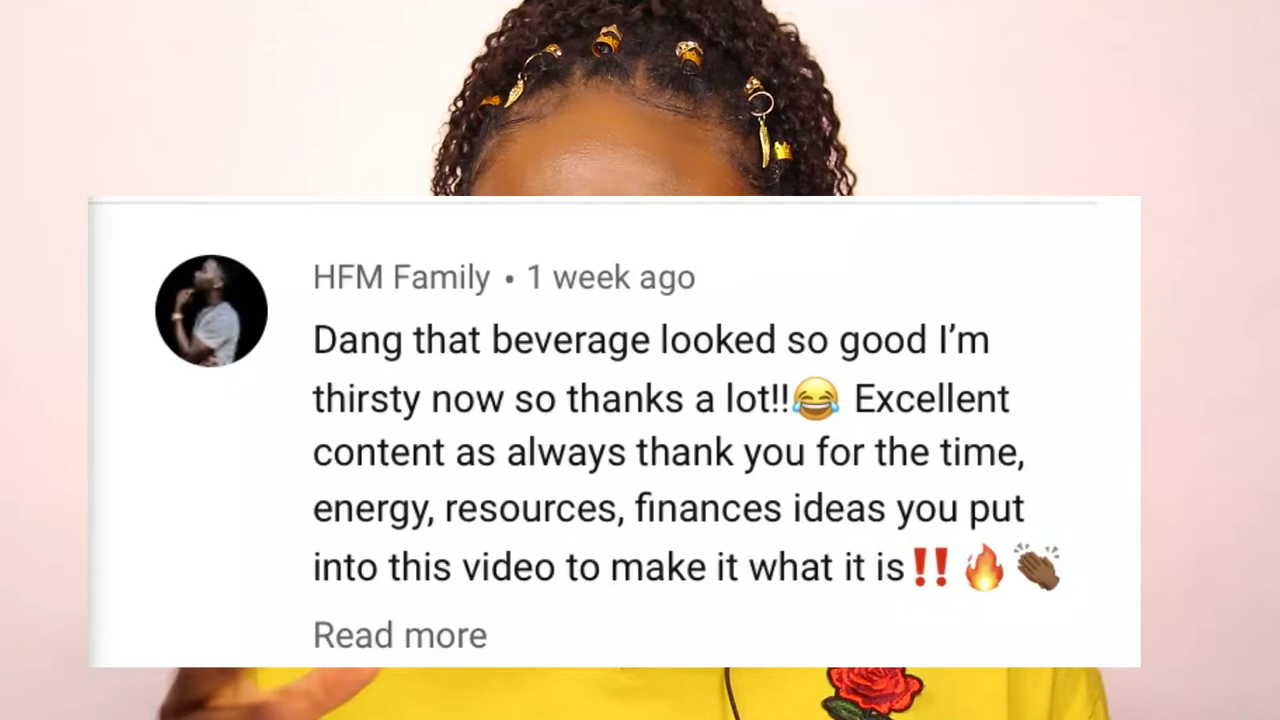 HFM Family • 1 week ago
Dang that beverage looked so good I’m
thirsty now so thanks a lot!!😂 Excellent
content as always thank you for the time,
energy, resources, finances ideas you put
into this video to make it what it is‼️ 🔥 👏🏾
Read more